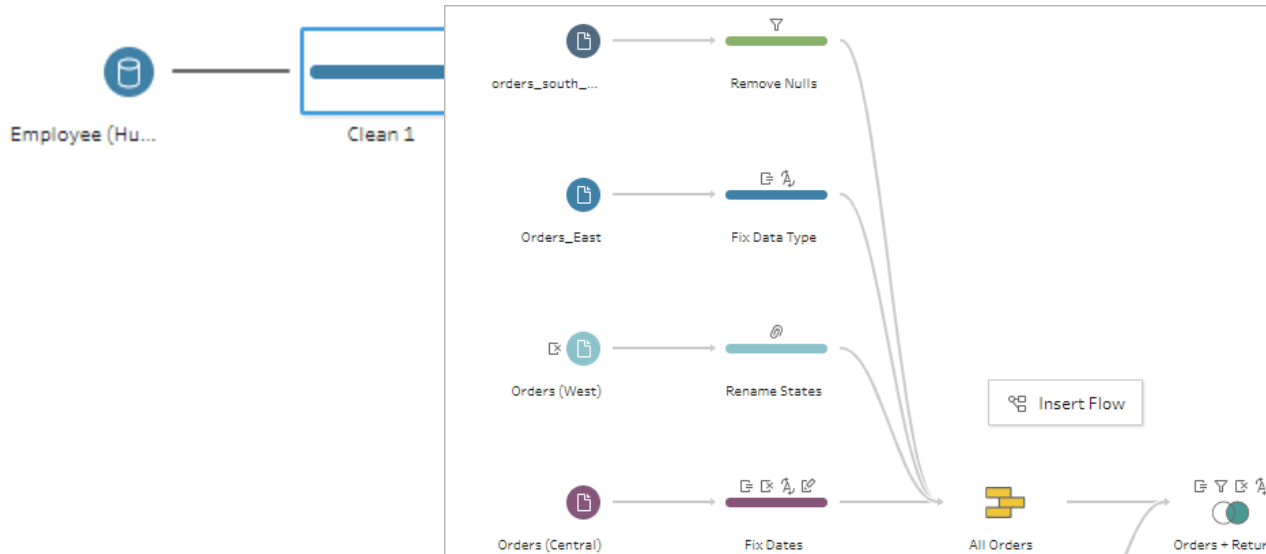 Employee (Hu...
Clean 1
orders_south_...
Remove Nulls
Orders_East
Fix Data Type
Orders (West)
Rename States
Insert Flow
Orders (Central)
Fix Dates
All Orders
Orders + Retur